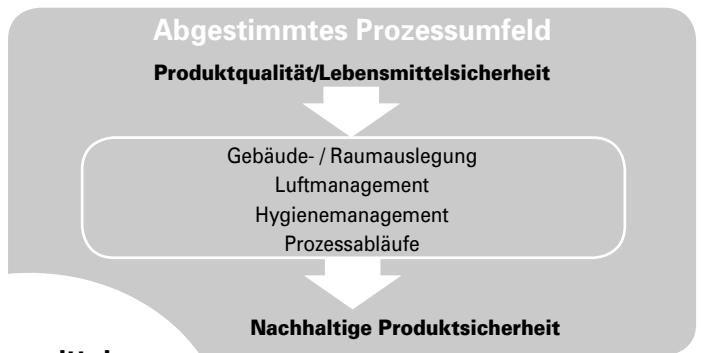 Abgestimmtes Prozessumfeld
Produktqualität/Lebensmittelsicherheit
Gebäude- / Raumauslegung
Luftmanagement
Hygienemanagement
Prozessabläufe
Nachhaltige Produktsicherheit